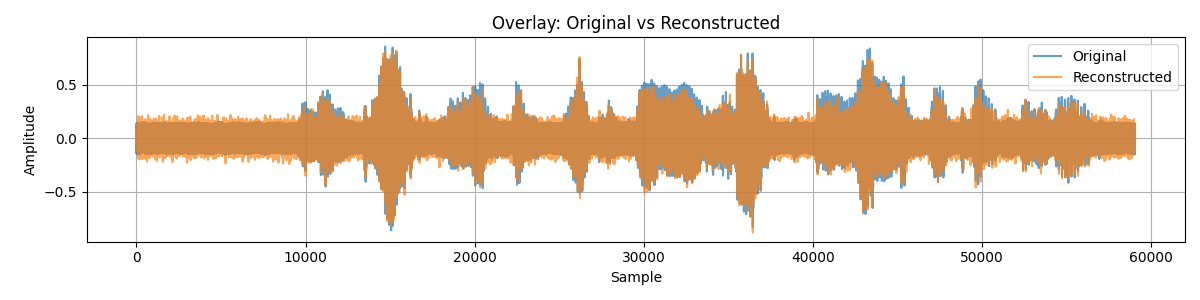 Overlay: Original vs Reconstructed
Original
Reconstructed
Amplitude
0.5
0.0
−0.5
0 10000 20000 30000 40000 50000 60000
Sample